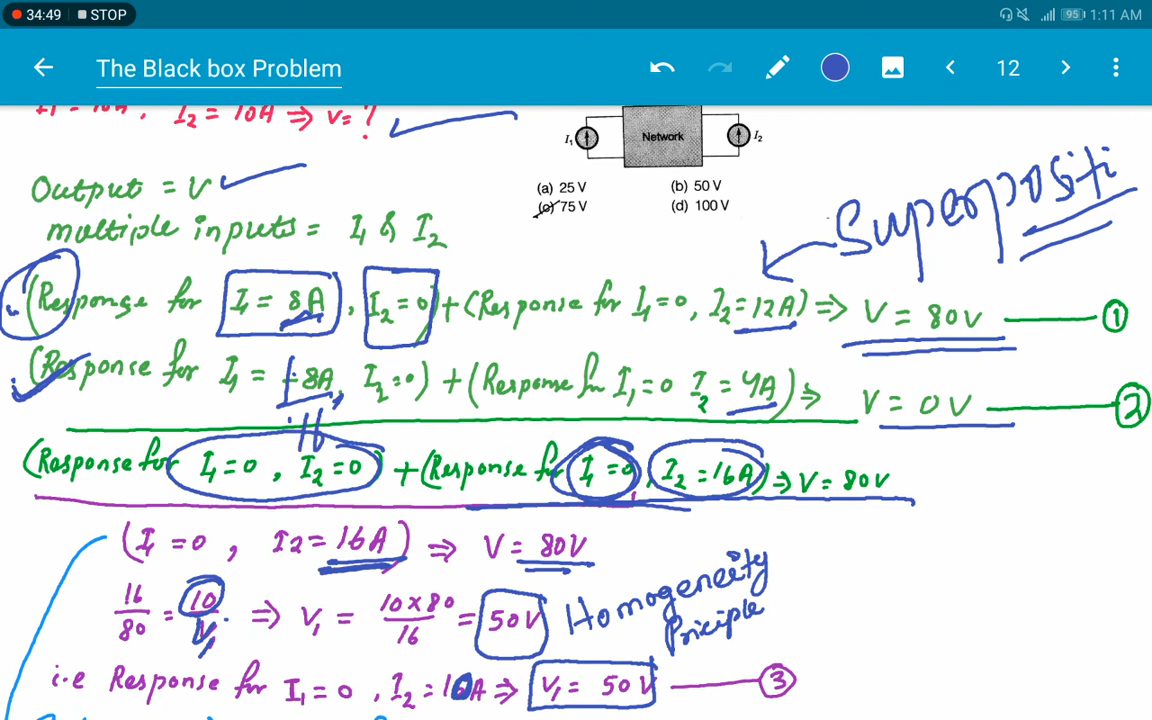 34:49 STOP 95 1:11 AM
The Black box Problem 12
I1 = 10A, I2 = 10A ⇒ V = ?
I1 Network I2
(a) 25 V (b) 50 V
(c) 75 V (d) 100 V
Superpositi
Output = V
multiple inputs = I1 & I2
(Response for I1 = 8A, I2 = 0) + (Response for I1 = 0, I2 = 12A) ⇒ V = 80V ①
(Response for I1 = -8A, I2 = 0) + (Response for I1 = 0 I2 = 4A) ⇒ V = 0V ②
16
(Response for I1 = 0, I2 = 0) + (Response for I1 = 0, I2 = 16A) ⇒ V = 80V
(I1 = 0, I2 = 16A) ⇒ V = 80V
16/80 = 10/V1 ⇒ V1 = 10×80/16 = 50V Homogeneity Priciple
i.e Response for I1 = 0, I2 = 10A ⇒ V1 = 50V ③